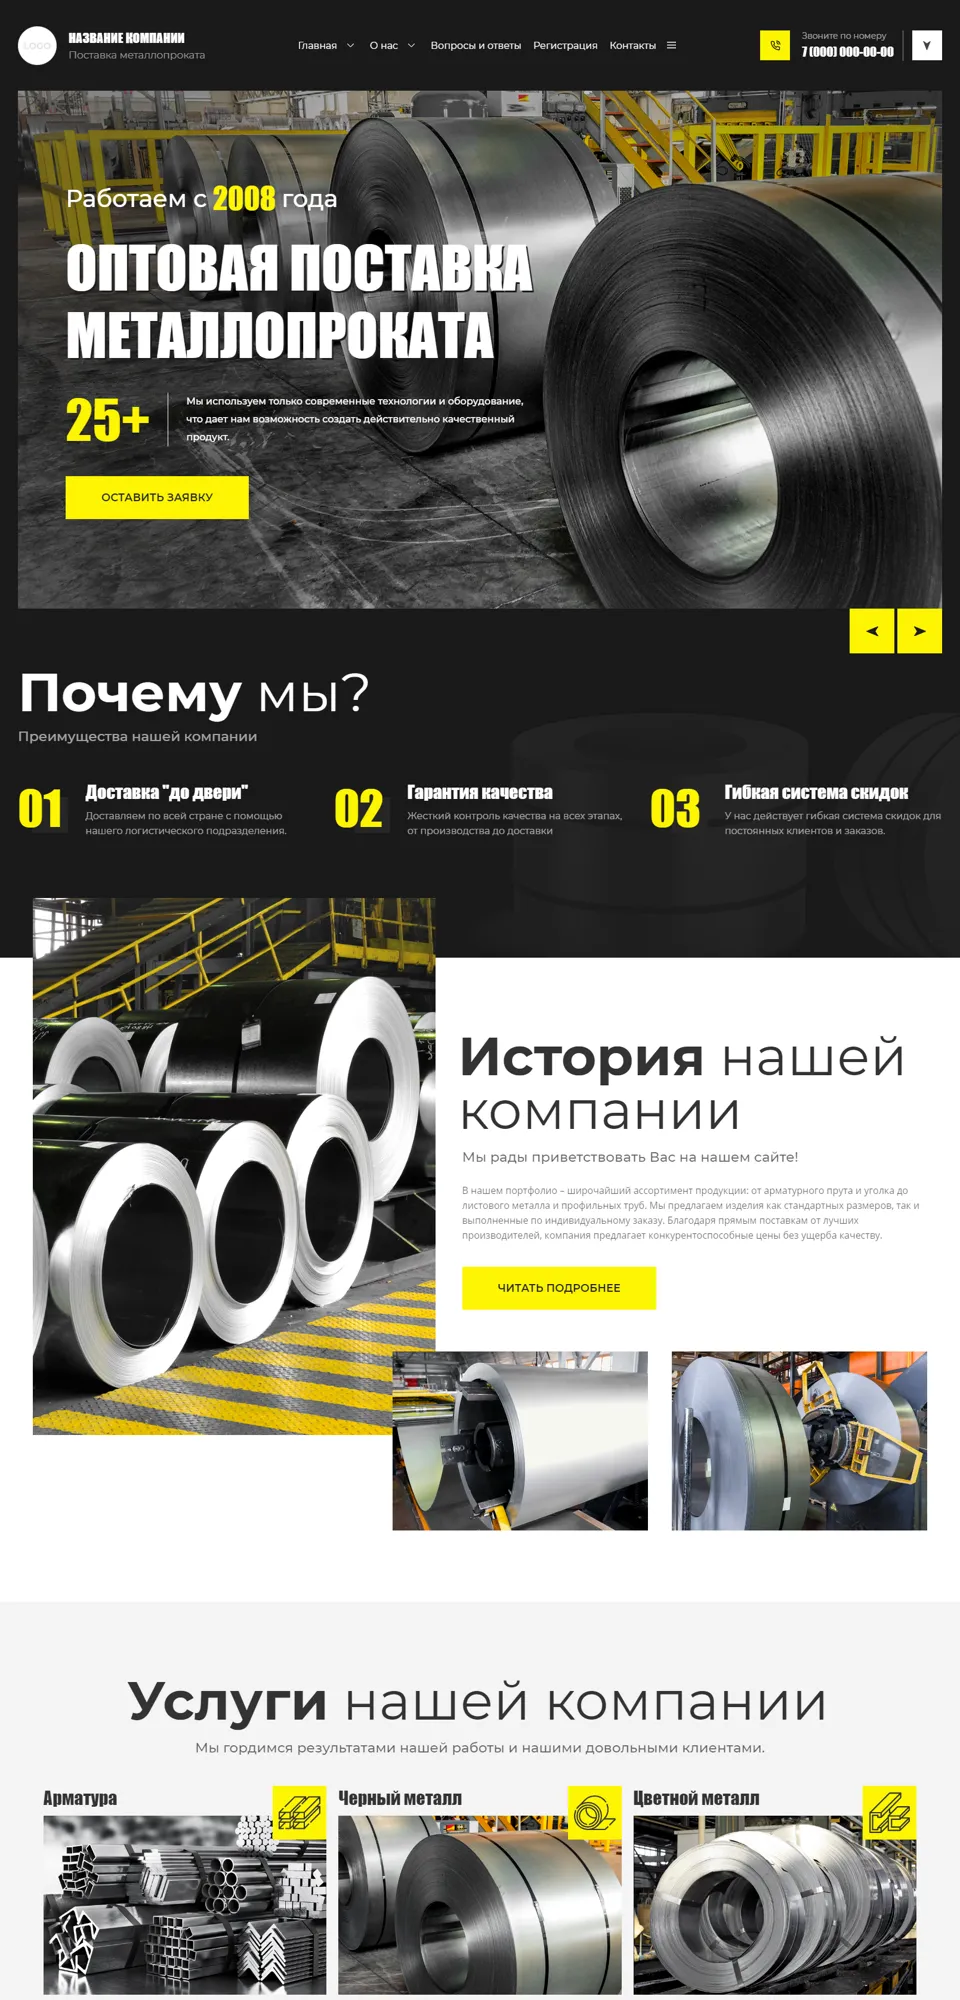 LOGO
НАЗВАНИЕ КОМПАНИИ
Поставка металлопроката
Главная
О нас
Вопросы и ответы
Регистрация
Контакты
Звоните по номеру
7 (000) 000-00-00
Работаем с 2008 года
ОПТОВАЯ ПОСТАВКА
МЕТАЛЛОПРОКАТА
25+
Мы используем только современные технологии и оборудование,
что дает нам возможность создать действительно качественный
продукт.
ОСТАВИТЬ ЗАЯВКУ
Почему мы?
Преимущества нашей компании
01
Доставка "до двери"
Доставляем по всей стране с помощью
нашего логистического подразделения.
02
Гарантия качества
Жесткий контроль качества на всех этапах,
от производства до доставки
03
Гибкая система скидок
У нас действует гибкая система скидок для
постоянных клиентов и заказов.
История нашей
компании
Мы рады приветствовать Вас на нашем сайте!
В нашем портфолио – широчайший ассортимент продукции: от арматурного прута и уголка до
листового металла и профильных труб. Мы предлагаем изделия как стандартных размеров, так и
выполненные по индивидуальному заказу. Благодаря прямым поставкам от лучших
производителей, компания предлагает конкурентоспособные цены без ущерба качеству.
ЧИТАТЬ ПОДРОБНЕЕ
Услуги нашей компании
Мы гордимся результатами нашей работы и нашими довольными клиентами.
Арматура
Черный металл
Цветной металл